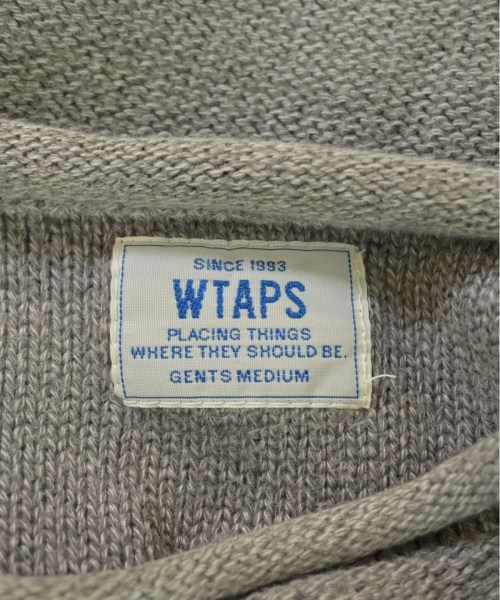 SINCE 1993
WTAPS
PLACING THINGS
WHERE THEY SHOULD BE.
GENTS MEDIUM